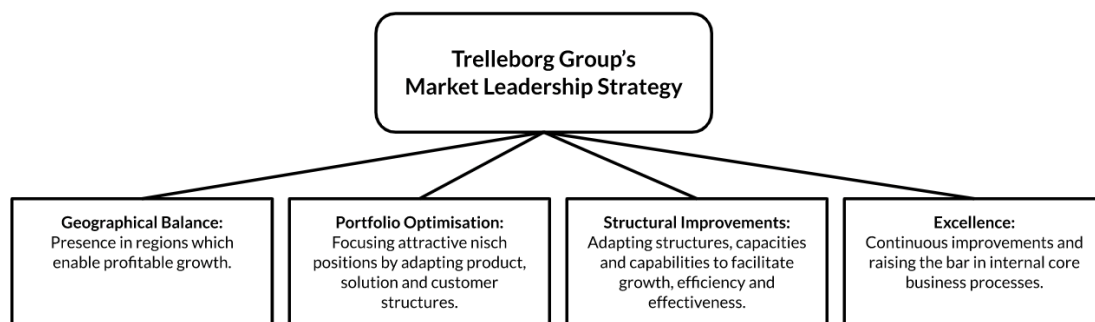 Trelleborg Group’s
Market Leadership Strategy
Geographical Balance:
Presence in regions which
enable profitable growth.
Portfolio Optimisation:
Focusing attractive nisch
positions by adapting product,
solution and customer
structures.
Structural Improvements:
Adapting structures, capacities
and capabilities to facilitate
growth, efficiency and
effectiveness.
Excellence:
Continuous improvements and
raising the bar in internal core
business processes.